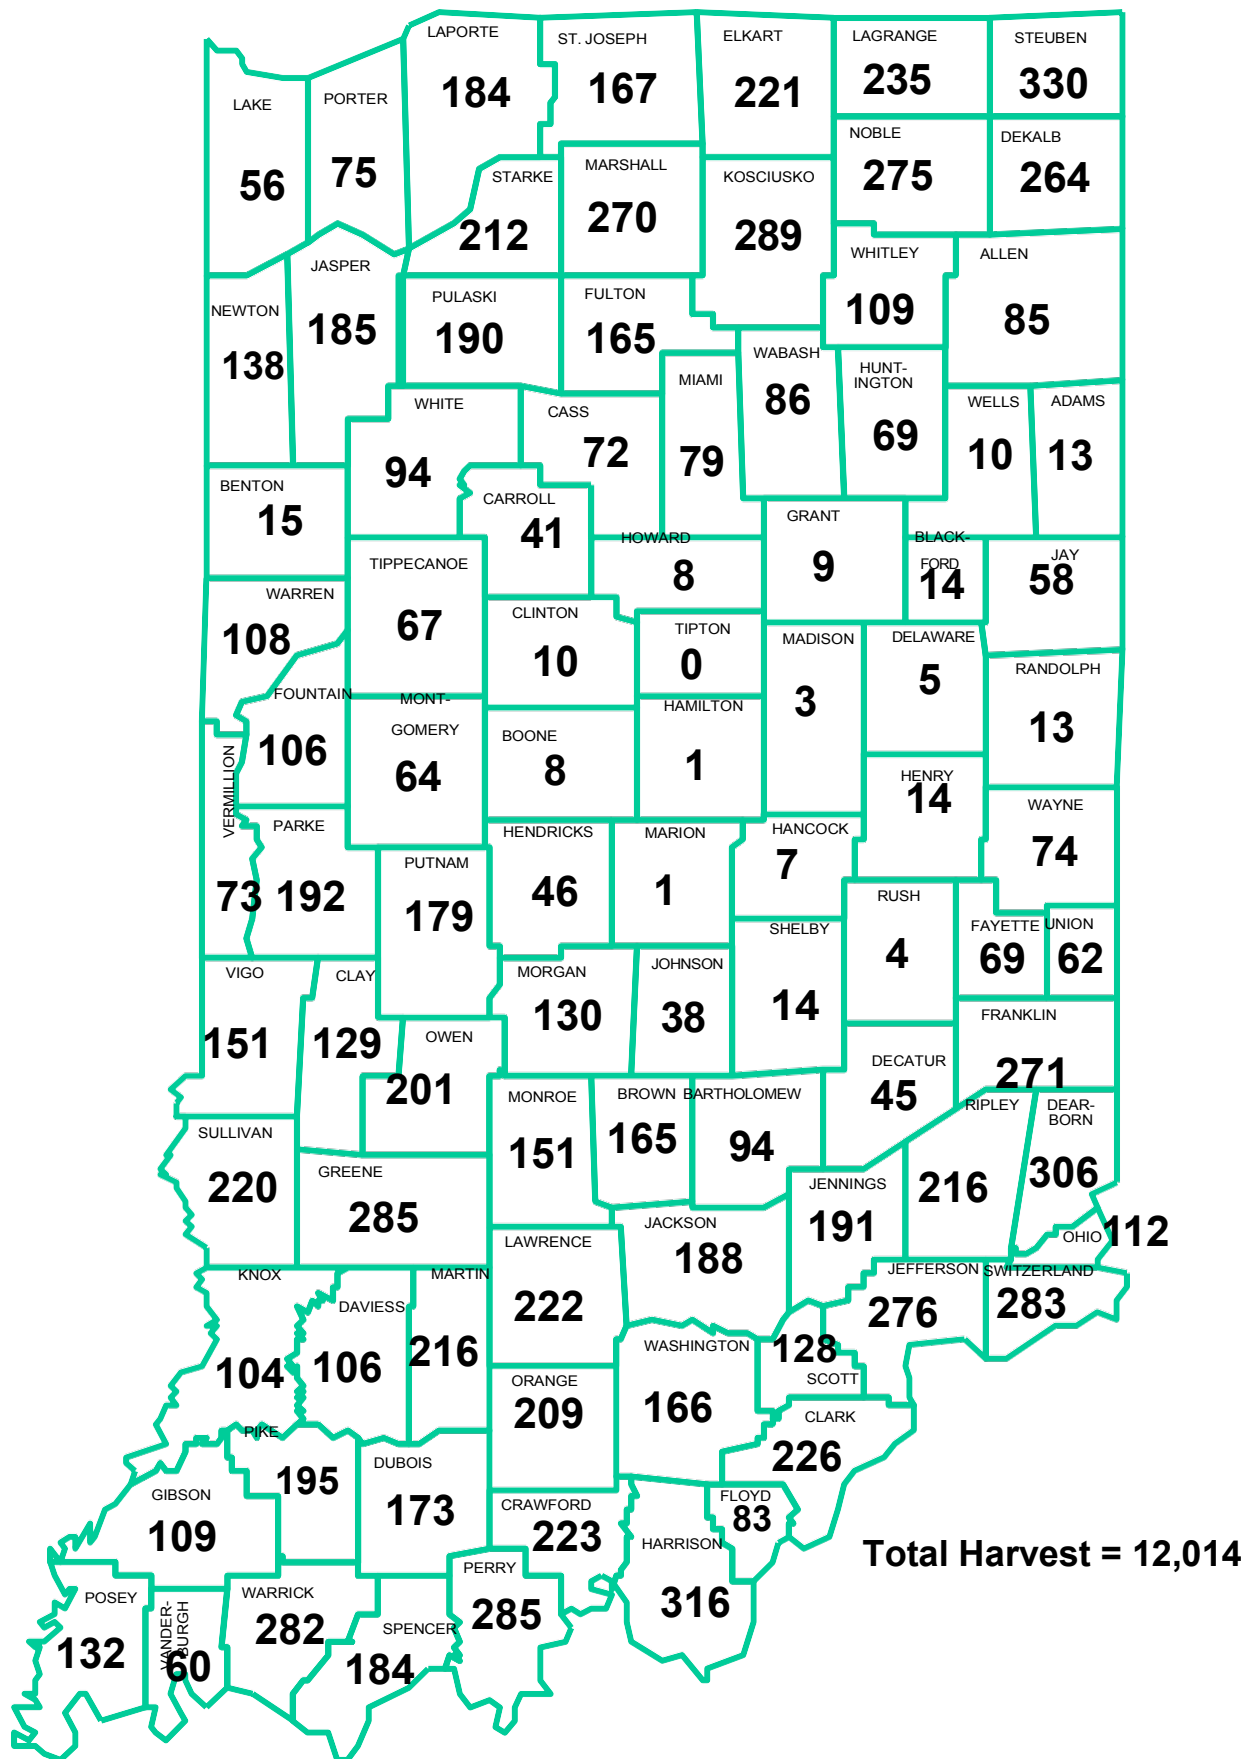 LAPORTE
184
ST. JOSEPH
167
ELKART
221
LAGRANGE
235
STEUBEN
330
LAKE
56
PORTER
75
STARKE
212
MARSHALL
270
KOSCIUSKO
289
NOBLE
275
DEKALB
264
NEWTON
138
JASPER
185
PULASKI
190
FULTON
165
WHITLEY
109
ALLEN
85
WHITE
94
CASS
72
MIAMI
79
WABASH
86
HUNT-
INGTON
69
WELLS
10
ADAMS
13
BENTON
15
CARROLL
41
HOWARD
8
GRANT
9
BLACK-
FORD
14
JAY
58
WARREN
108
TIPPECANOE
67
CLINTON
10
TIPTON
0
MADISON
3
DELAWARE
5
RANDOLPH
13
FOUNTAIN
106
MONT-
GOMERY
64
BOONE
8
HAMILTON
1
HENRY
14
WAYNE
74
VERMILLION
73
PARKE
192
PUTNAM
179
HENDRICKS
46
MARION
1
HANCOCK
7
RUSH
4
FAYETTE
69
UNION
62
VIGO
151
CLAY
129
OWEN
201
MORGAN
130
JOHNSON
38
SHELBY
14
DECATUR
45
FRANKLIN
271
SULLIVAN
220
GREENE
285
MONROE
151
BROWN
165
BARTHOLOMEW
94
JENNINGS
191
RIPLEY
216
DEAR-
BORN
306
OHIO
112
KNOX
104
DAVIESS
106
MARTIN
216
LAWRENCE
222
JACKSON
188
JEFFERSON
276
SWITZERLAND
283
ORANGE
209
WASHINGTON
166
128
SCOTT
CLARK
226
PIKE
195
DUBOIS
173
GIBSON
109
CRAWFORD
223
FLOYD
83
HARRISON
316
Total Harvest = 12,014
POSEY
132
VANDER-
BURGH
60
WARRICK
282
SPENCER
184
PERRY
285